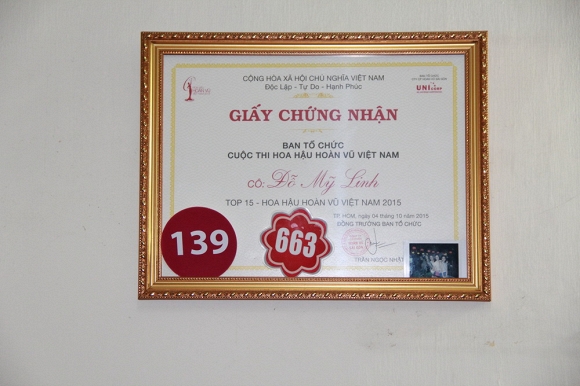 CỘNG HÒA XÃ HỘI CHỦ NGHĨA VIỆT NAM
Độc Lập - Tự Do - Hạnh Phúc
UNI
GIẤY CHỨNG NHẬN
BAN TỔ CHỨC
CUỘC THI HOA HẬU HOÀN VŨ VIỆT NAM
CÔ: Đỗ Mỹ Linh
TOP 15 - HOA HẬU HOÀN VŨ VIỆT NAM 2015
TP. HCM, ngày 04 tháng 10 năm 2015
ĐỒNG TRƯỞNG BAN TỔ CHỨC
139
663
TRẦN NGỌC NHẬT